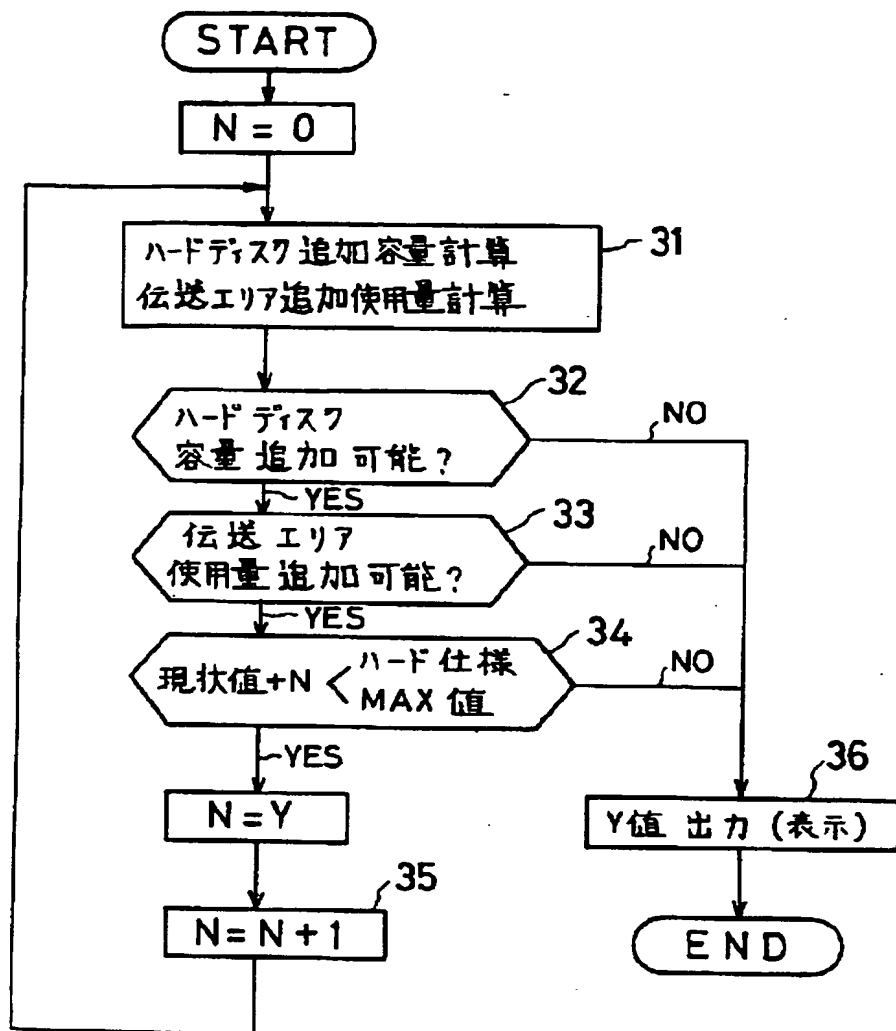 START
N = 0
ハードディスク追加容量計算
伝送エリア追加使用量計算
31
ハードディスク
容量追加可能?
32
NO
YES
伝送エリア
使用量追加可能?
33
NO
YES
現状値+N < ハード仕様
MAX値
34
NO
YES
N=Y
N=N+1
35
Y値 出力 (表示)
36
END